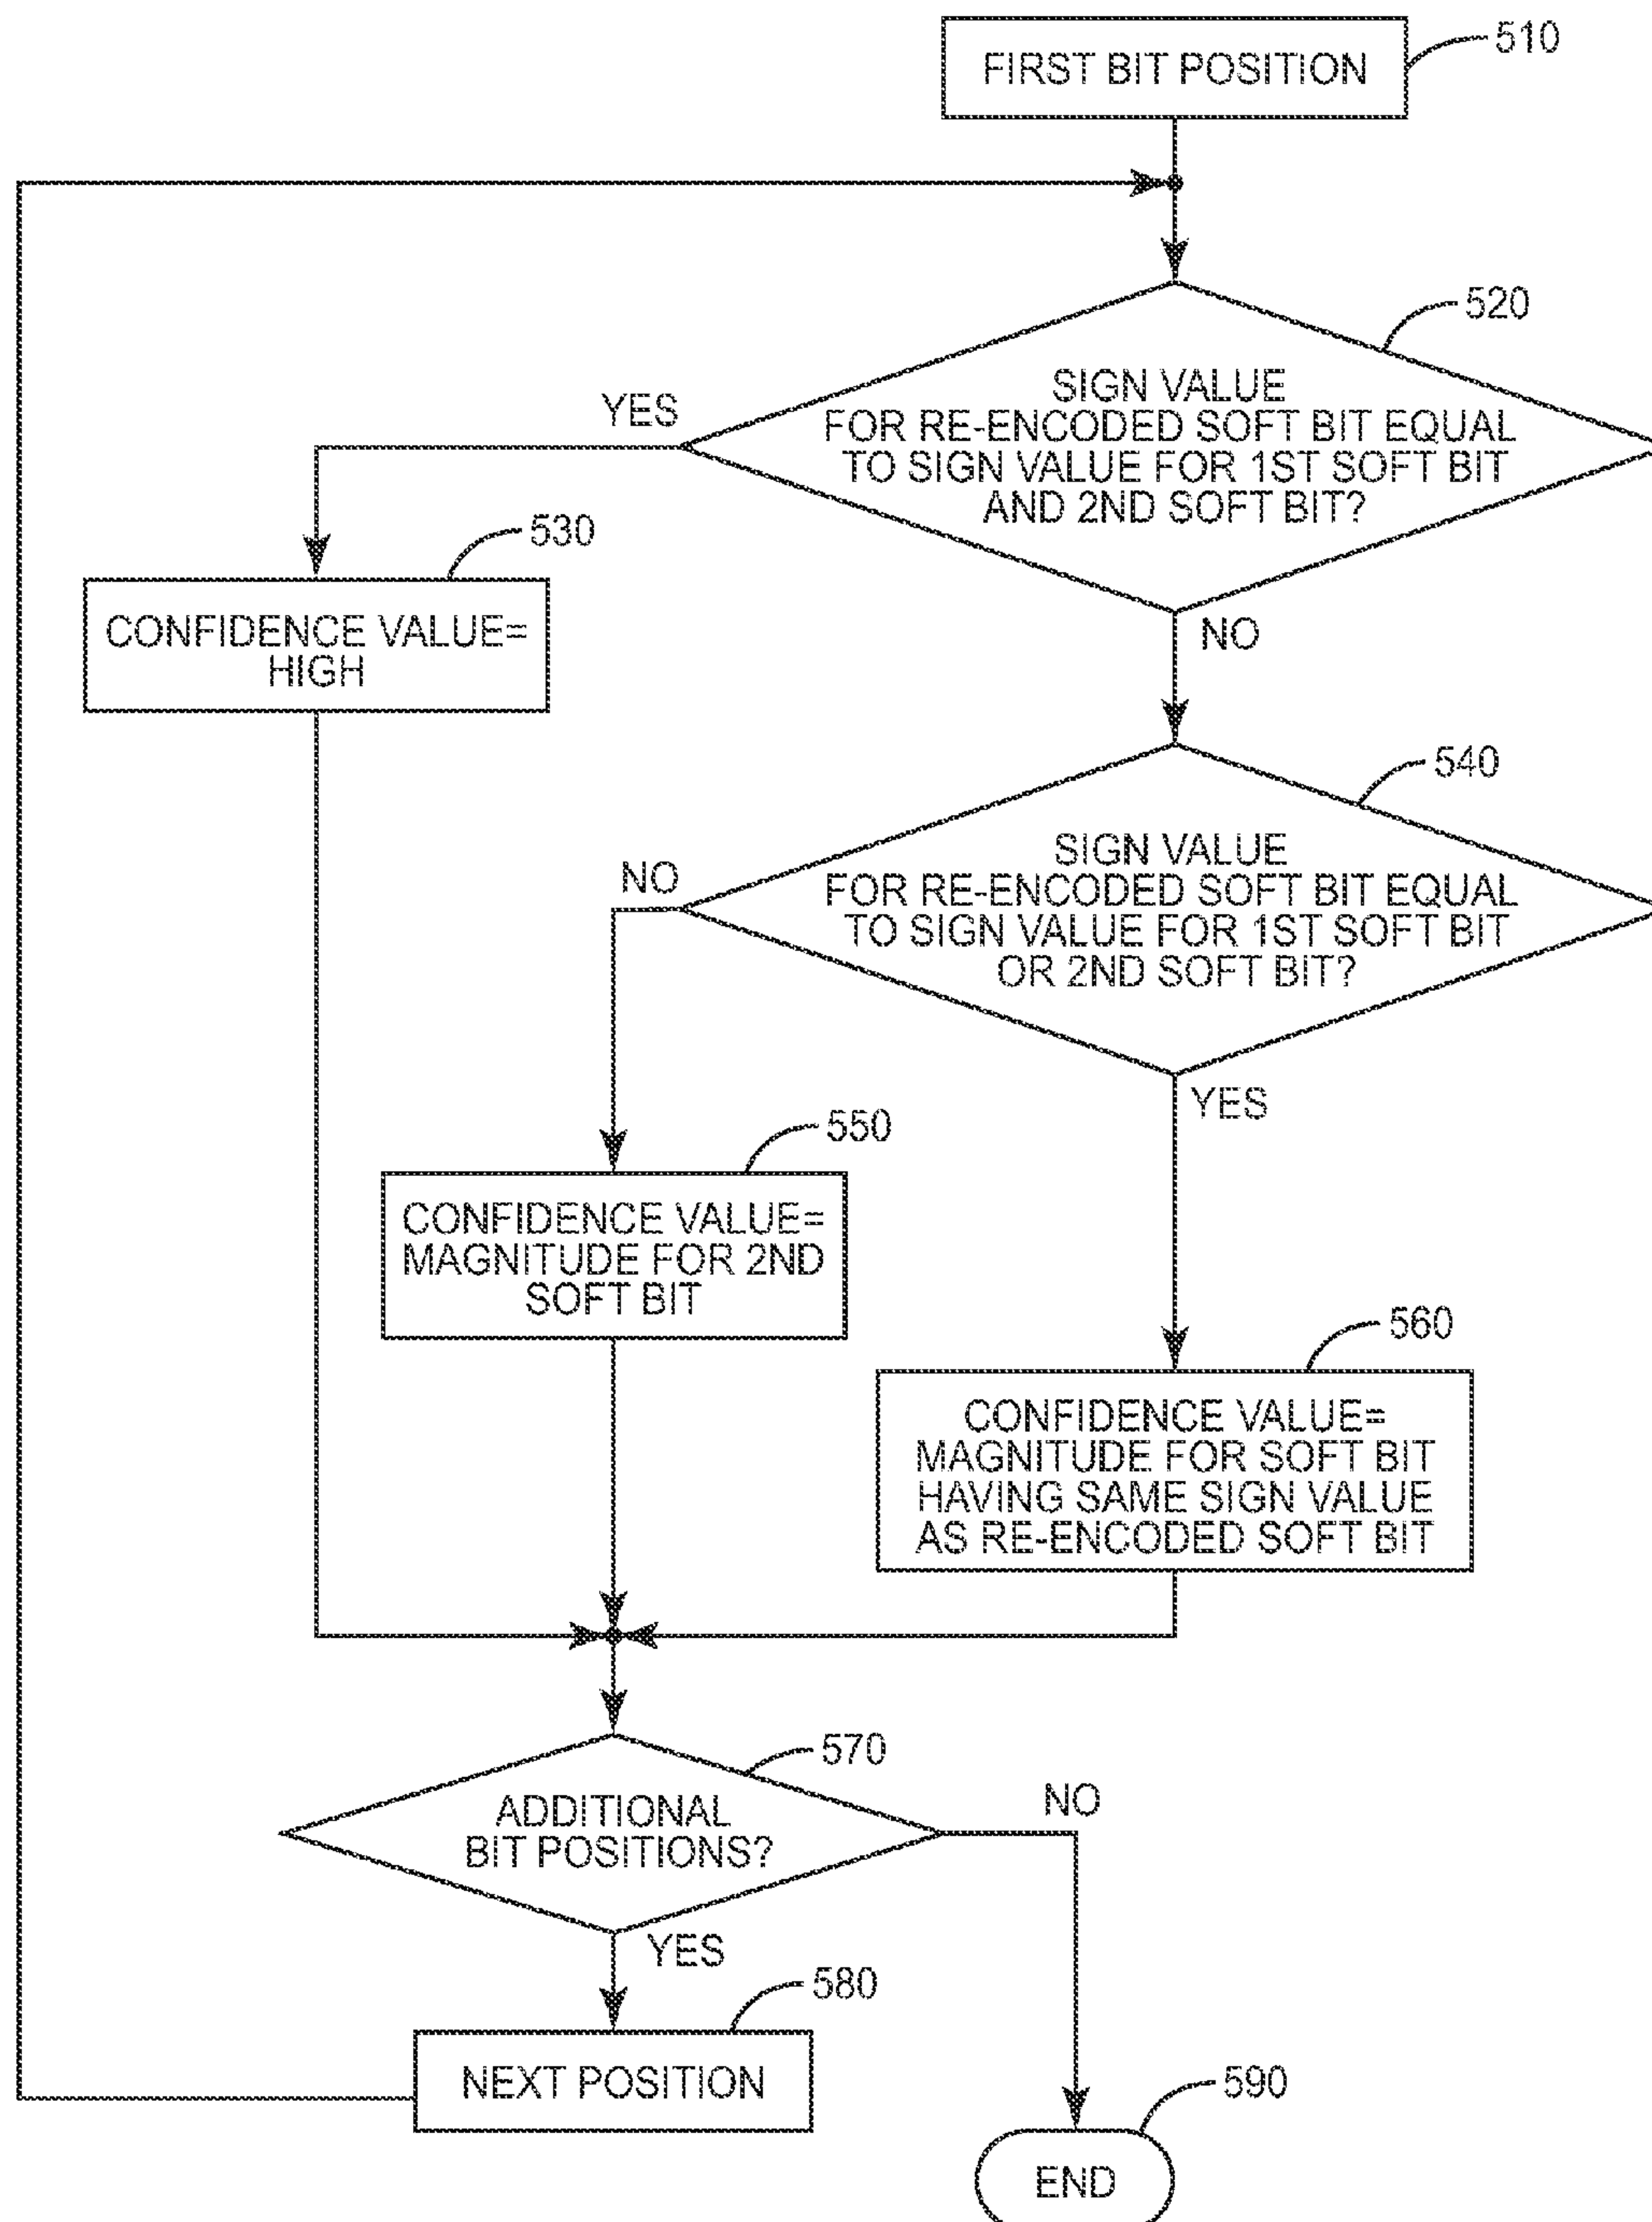 FIRST BIT POSITION
510
520
SIGN VALUE
FOR RE-ENCODED SOFT BIT EQUAL
TO SIGN VALUE FOR 1ST SOFT BIT
AND 2ND SOFT BIT?
YES
NO
530
CONFIDENCE VALUE=
HIGH
540
SIGN VALUE
FOR RE-ENCODED SOFT BIT EQUAL
TO SIGN VALUE FOR 1ST SOFT BIT
OR 2ND SOFT BIT?
NO
YES
550
CONFIDENCE VALUE=
MAGNITUDE FOR 2ND
SOFT BIT
560
CONFIDENCE VALUE=
MAGNITUDE FOR SOFT BIT
HAVING SAME SIGN VALUE
AS RE-ENCODED SOFT BIT
570
ADDITIONAL
BIT POSITIONS?
NO
YES
580
NEXT POSITION
590
END